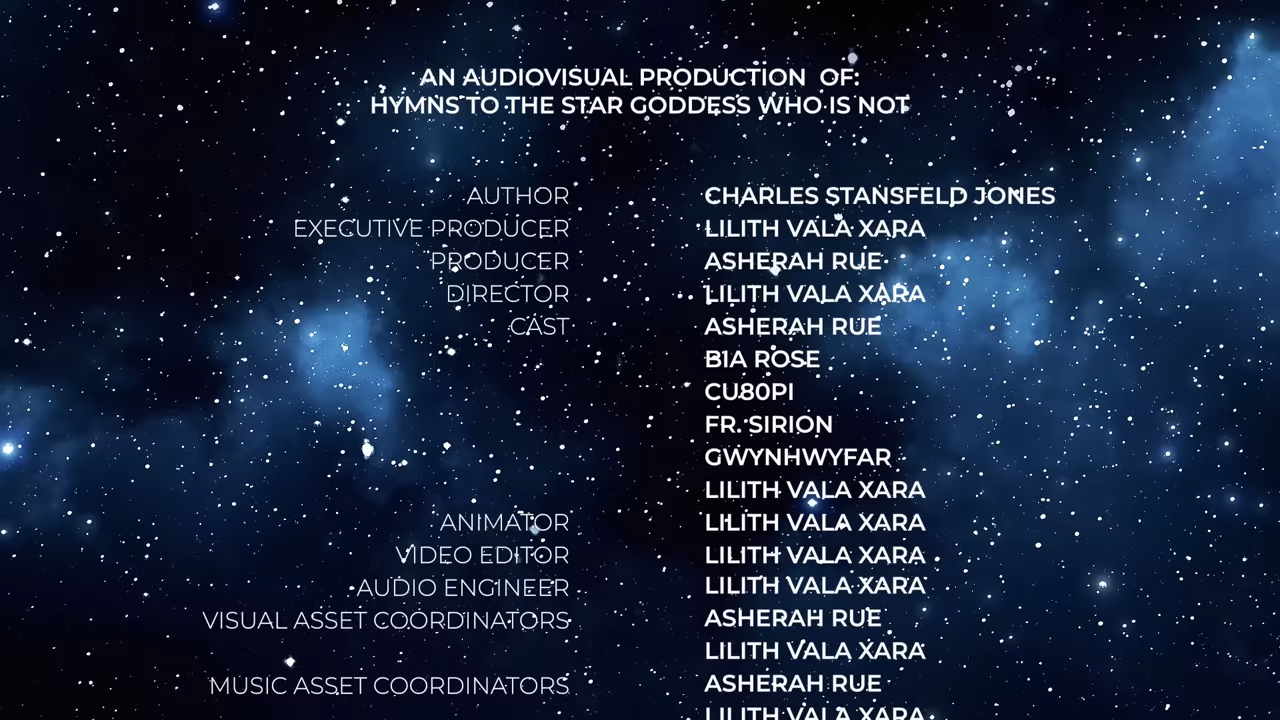 AN AUDIOVISUAL PRODUCTION OF:
HYMNS TO THE STAR GODDESS WHO IS NOT
AUTHOR CHARLES STANSFELD JONES
EXECUTIVE PRODUCER LILITH VALA XARA
PRODUCER ASHERAH RUE
DIRECTOR LILITH VALA XARA
CAST ASHERAH RUE
BIA ROSE
CU80PI
FR. SIRION
GWYNHWYFAR
LILITH VALA XARA
ANIMATOR LILITH VALA XARA
VIDEO EDITOR LILITH VALA XARA
AUDIO ENGINEER LILITH VALA XARA
VISUAL ASSET COORDINATORS ASHERAH RUE
LILITH VALA XARA
MUSIC ASSET COORDINATORS ASHERAH RUE
LILITH VALA XARA